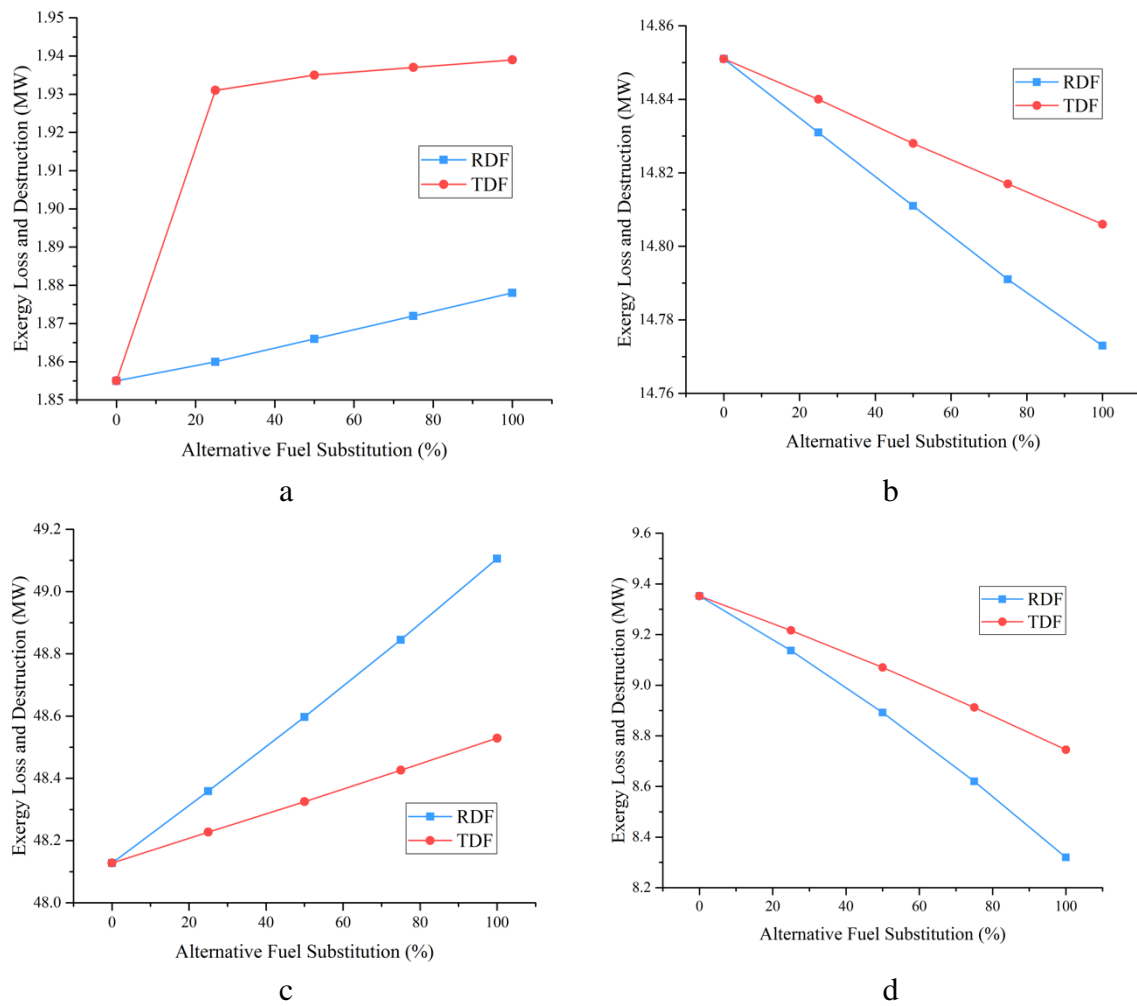 Exergy Loss and Destruction (MW)
1.95
1.94
1.93
1.92
1.91
1.90
1.89
1.88
1.87
1.86
1.85
RDF
TDF
0 20 40 60 80 100
Alternative Fuel Substitution (%)
a
Exergy Loss and Destruction (MW)
14.86
14.84
14.82
14.80
14.78
14.76
RDF
TDF
0 20 40 60 80 100
Alternative Fuel Substitution (%)
b
Exergy Loss and Destruction (MW)
49.2
49.0
48.8
48.6
48.4
48.2
48.0
RDF
TDF
0 20 40 60 80 100
Alternative Fuel Substitution (%)
c
Exergy Loss and Destruction (MW)
9.6
9.4
9.2
9.0
8.8
8.6
8.4
8.2
RDF
TDF
0 20 40 60 80 100
Alternative Fuel Substitution (%)
d